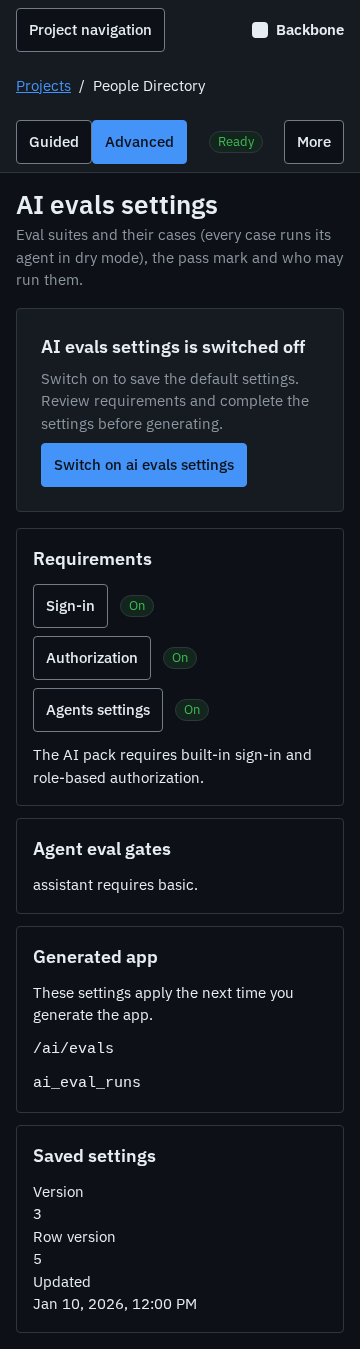 Project navigation
Backbone
Projects / People Directory
Guided
Advanced
Ready
More
AI evals settings
Eval suites and their cases (every case runs its
agent in dry mode), the pass mark and who may
run them.
AI evals settings is switched off
Switch on to save the default settings.
Review requirements and complete the
settings before generating.
Switch on ai evals settings
Requirements
Sign-in
On
Authorization
On
Agents settings
On
The AI pack requires built-in sign-in and
role-based authorization.
Agent eval gates
assistant requires basic.
Generated app
These settings apply the next time you
generate the app.
/ai/evals
ai_eval_runs
Saved settings
Version
3
Row version
5
Updated
Jan 10, 2026, 12:00 PM